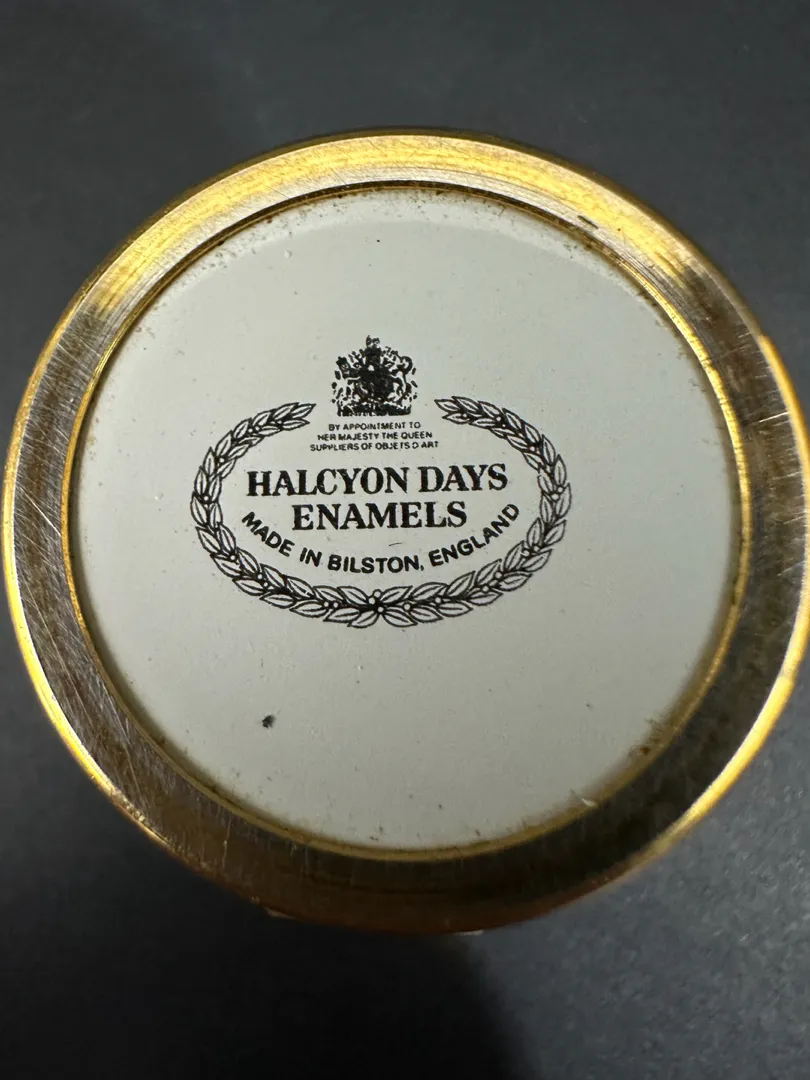 BY APPOINTMENT TO
HER MAJESTY THE QUEEN
SUPPLIERS OF OBJETS D ART
HALCYON DAYS
ENAMELS
MADE IN BILSTON, ENGLAND